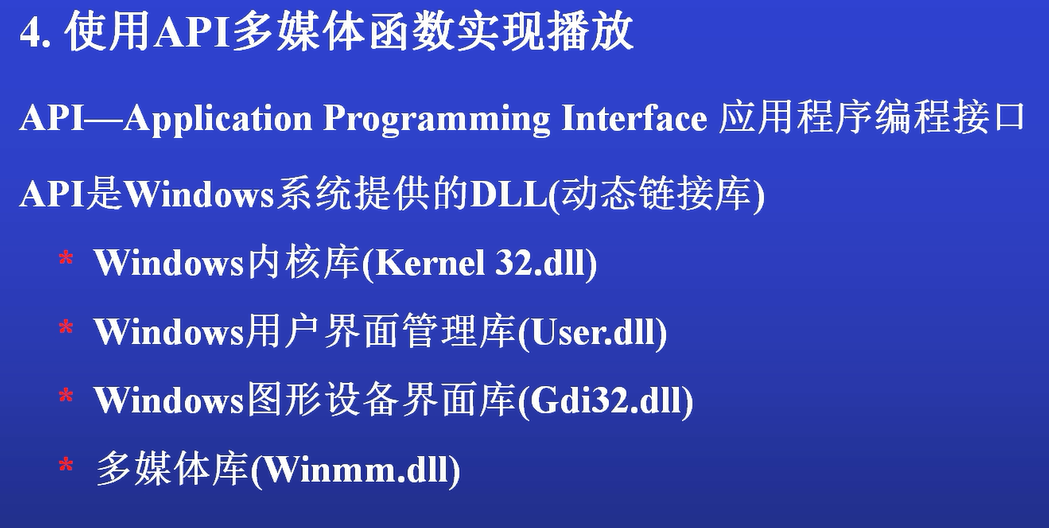 4. 使用API多媒体函数实现播放
API—Application Programming Interface 应用程序编程接口
API是Windows系统提供的DLL(动态链接库)
* Windows内核库(Kernel 32.dll)
* Windows用户界面管理库(User.dll)
* Windows图形设备界面库(Gdi32.dll)
* 多媒体库(Winmm.dll)